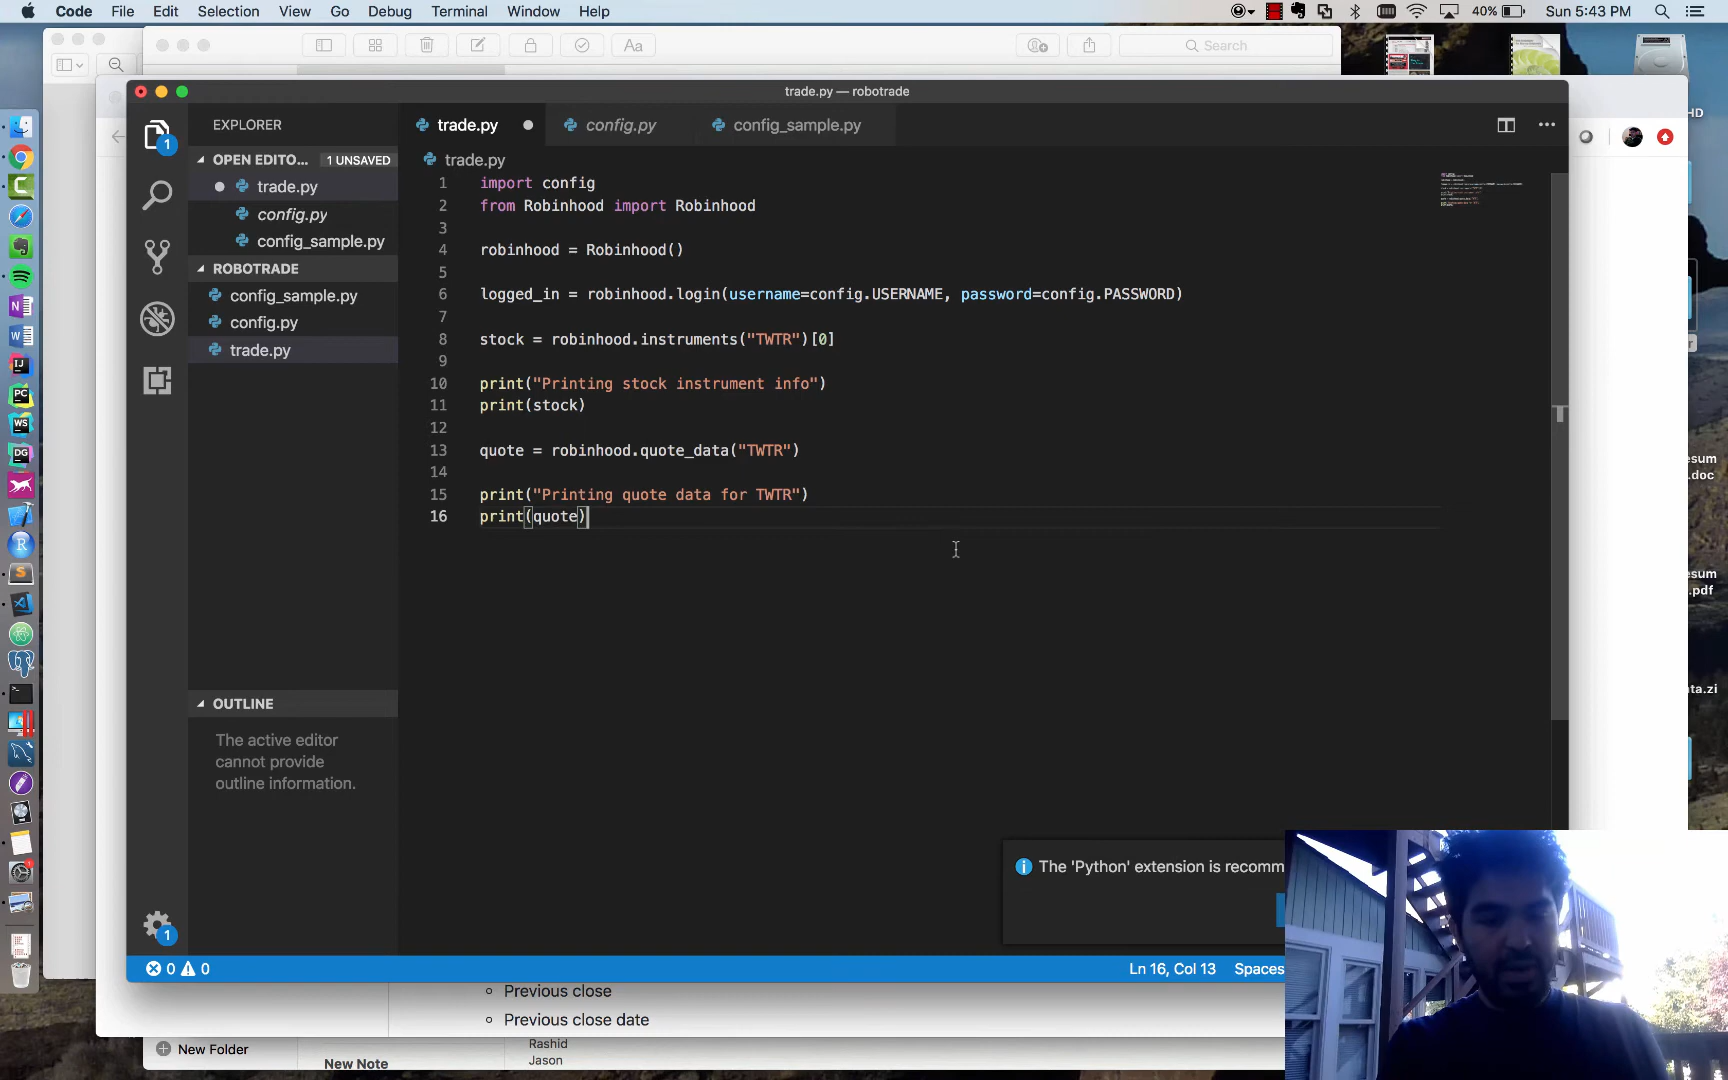 Code File Edit Selection View Go Debug Terminal Window Help 40% Sun 5:43 PM
Aa Search
trade.py — robotrade
HD
EXPLORER
trade.py config.py config_sample.py
OPEN EDITO... 1 UNSAVED
trade.py
config.py
config_sample.py
ROBOTRADE
config_sample.py
config.py
trade.py
trade.py
1 import config
2 from Robinhood import Robinhood
3
4 robinhood = Robinhood()
5
6 logged_in = robinhood.login(username=config.USERNAME, password=config.PASSWORD)
7
8 stock = robinhood.instruments("TWTR")[0]
9
10 print("Printing stock instrument info")
11 print(stock)
12
13 quote = robinhood.quote_data("TWTR")
14
15 print("Printing quote data for TWTR")
16 print(quote)
OUTLINE
The active editor
cannot provide
outline information.
esum
.doc
esum
.pdf
ata.zi
The 'Python' extension is recomm
1
1
0 0 Ln 16, Col 13 Spaces
Previous close
Previous close date
New Folder
New Note
Rashid
Jason